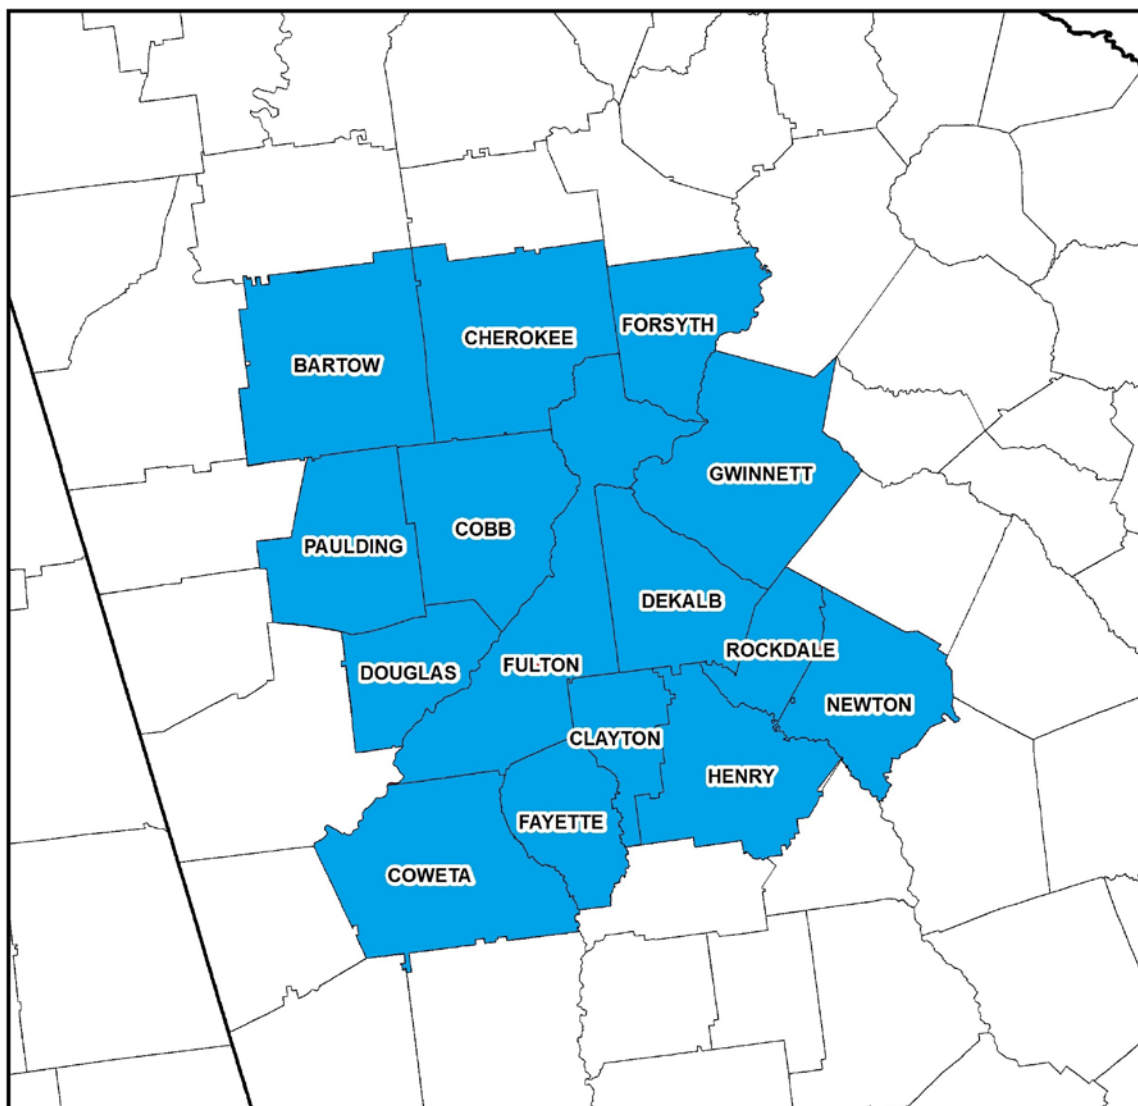 FORSYTH
CHEROKEE
BARTOW
GWINNETT
COBB
PAULDING
DEKALB
ROCKDALE
FULTON
DOUGLAS
NEWTON
CLAYTON
HENRY
FAYETTE
COWETA